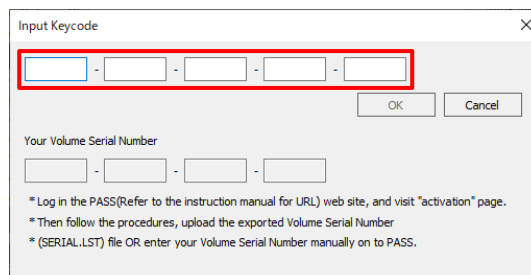 Input Keycode
- - - -
OK Cancel
Your Volume Serial Number
- - -
* Log in the PASS(Refer to the instruction manual for URL) web site, and visit "activation" page.
* Then follow the procedures, upload the exported Volume Serial Number
* (SERIAL.LST) file OR enter your Volume Serial Number manually on to PASS.